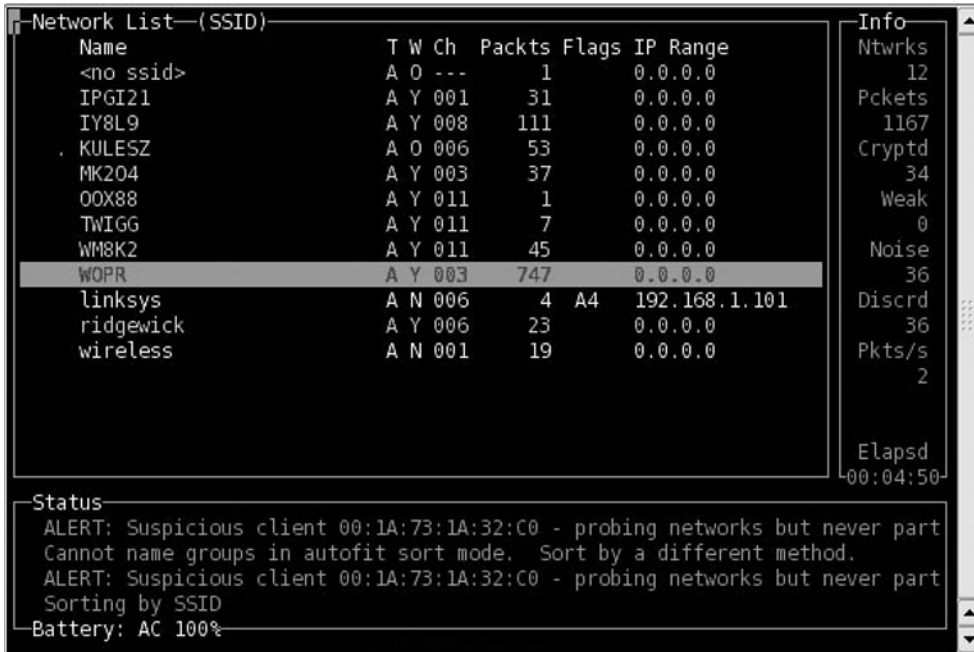 Network List—(SSID)
Name T W Ch Packts Flags IP Range
<no ssid> A O --- 1 0.0.0.0
IPGI21 A Y 001 31 0.0.0.0
IY8L9 A Y 008 111 0.0.0.0
. KULESZ A O 006 53 0.0.0.0
MK2O4 A Y 003 37 0.0.0.0
OOX88 A Y 011 1 0.0.0.0
TWIGG A Y 011 7 0.0.0.0
WM8K2 A Y 011 45 0.0.0.0
WOPR A Y 003 747 0.0.0.0
linksys A N 006 4 A4 192.168.1.101
ridgewick A Y 006 23 0.0.0.0
wireless A N 001 19 0.0.0.0
Info
Ntwrks
12
Pckets
1167
Cryptd
34
Weak
0
Noise
36
Discrd
36
Pkts/s
2
Elapsd
00:04:50
Status
ALERT: Suspicious client 00:1A:73:1A:32:C0 - probing networks but never part
Cannot name groups in autofit sort mode. Sort by a different method.
ALERT: Suspicious client 00:1A:73:1A:32:C0 - probing networks but never part
Sorting by SSID
Battery: AC 100%